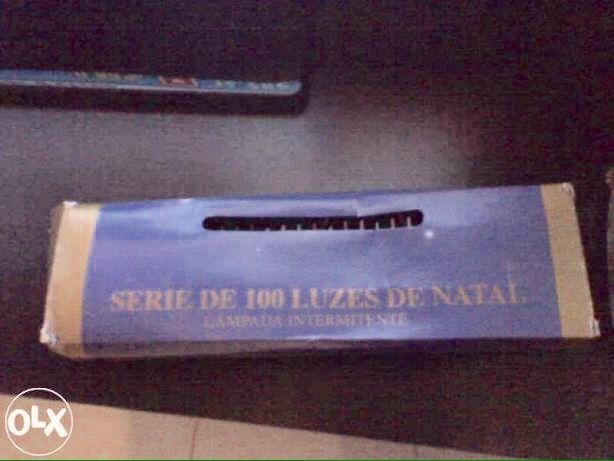 SERIE DE 100 LUZES DE NATAL
LAMPADA INTERMITENTE
OLX